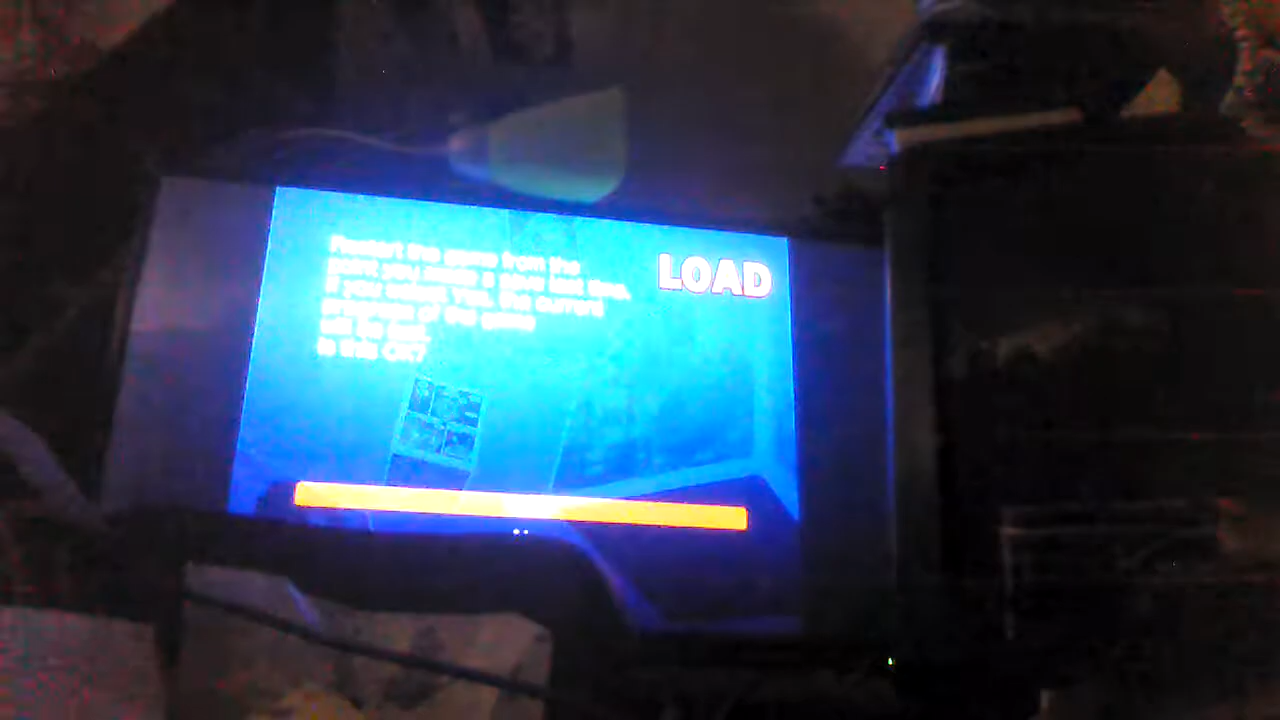 Restart the game from the
point you made a save last time.
If you select Yes, the current
progress of the game
will be lost.
Is this OK?
LOAD